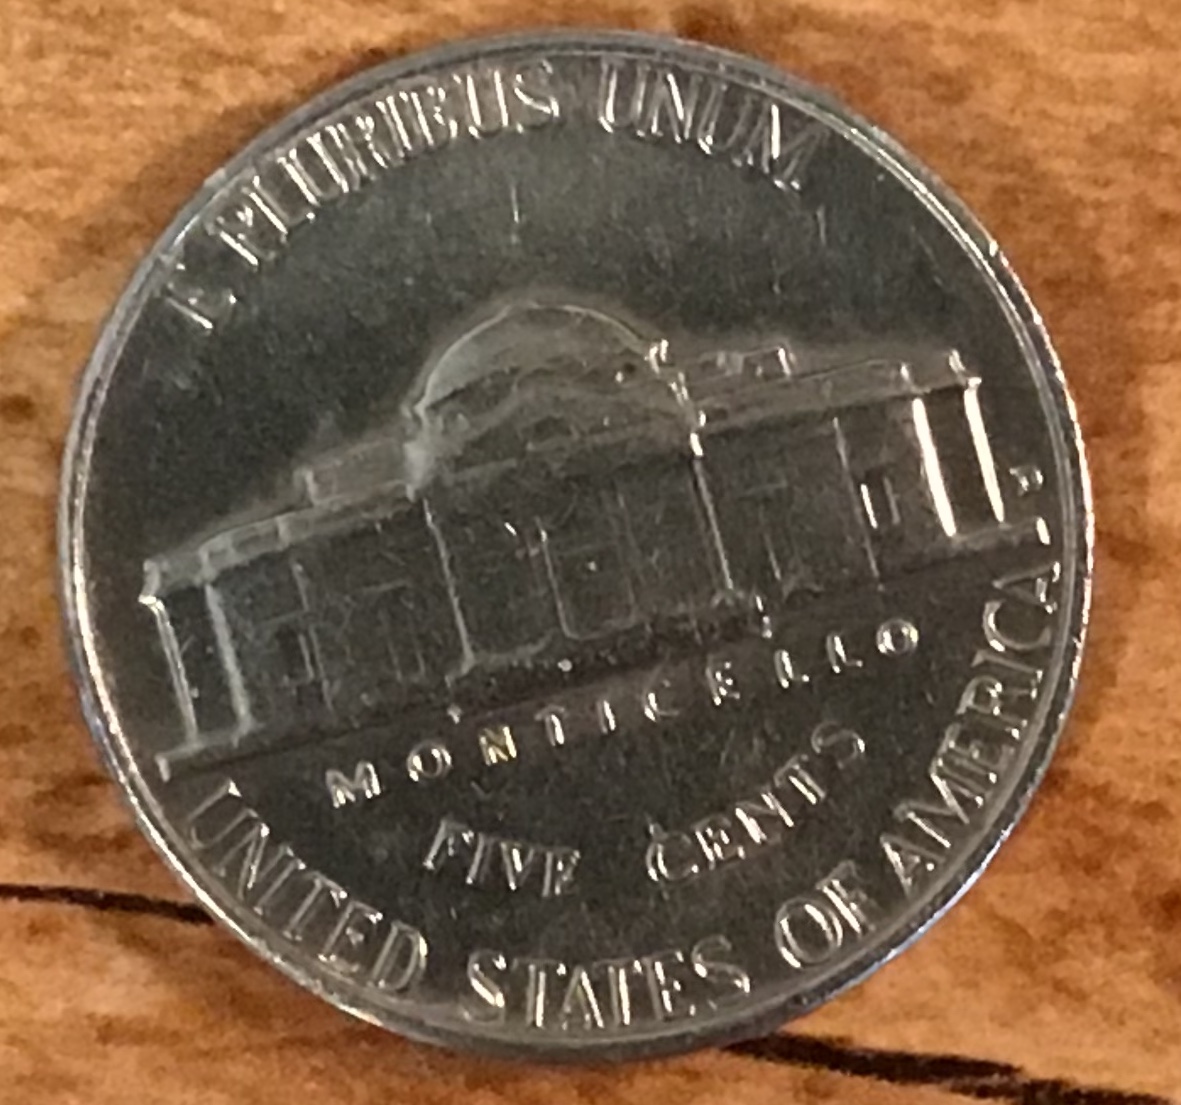 E PLURIBUS UNUM
MONTICELLO
FIVE CENTS
UNITED STATES OF AMERICA